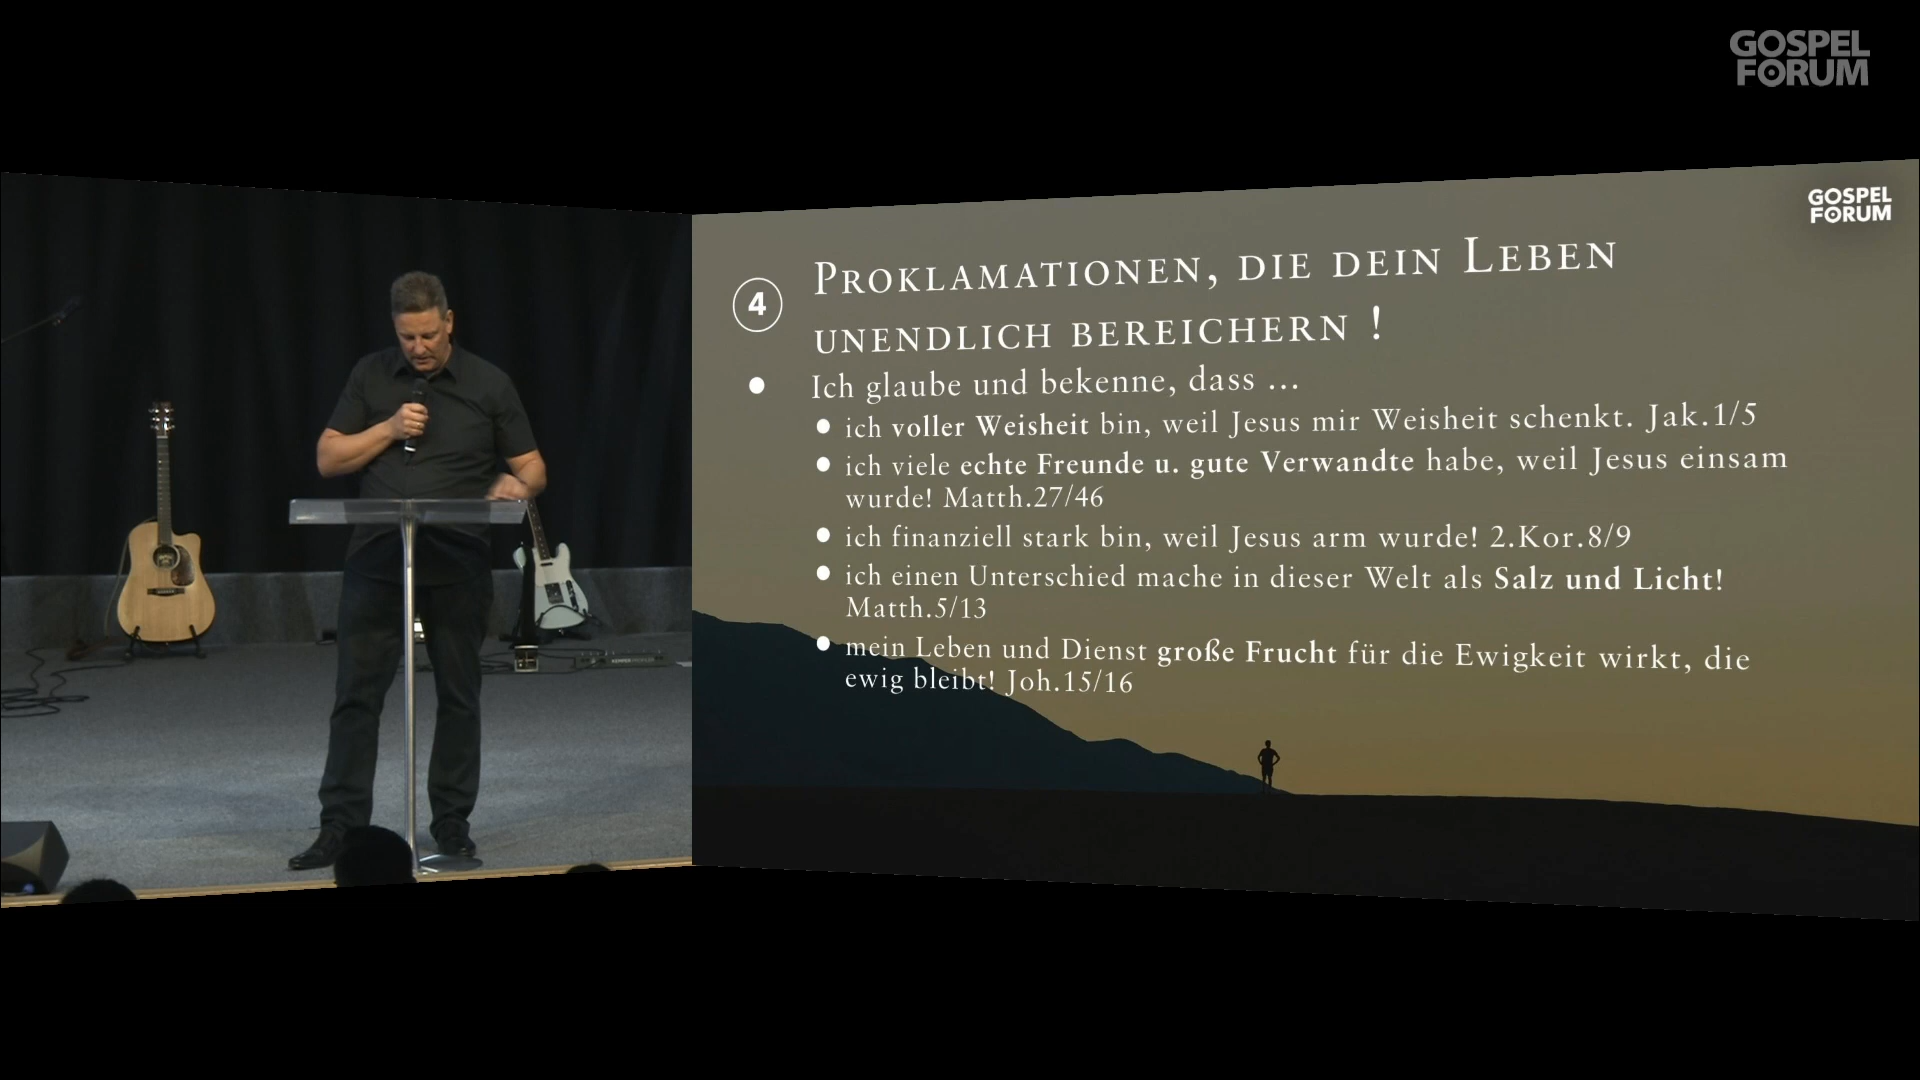 GOSPEL
FORUM
GOSPEL
FORUM
4
Proklamationen, die dein Leben
unendlich bereichern !
● Ich glaube und bekenne, dass ...
● ich voller Weisheit bin, weil Jesus mir Weisheit schenkt. Jak.1/5
● ich viele echte Freunde u. gute Verwandte habe, weil Jesus einsam
wurde! Matth.27/46
● ich finanziell stark bin, weil Jesus arm wurde! 2.Kor.8/9
● ich einen Unterschied mache in dieser Welt als Salz und Licht!
Matth.5/13
● mein Leben und Dienst große Frucht für die Ewigkeit wirkt, die
ewig bleibt! Joh.15/16